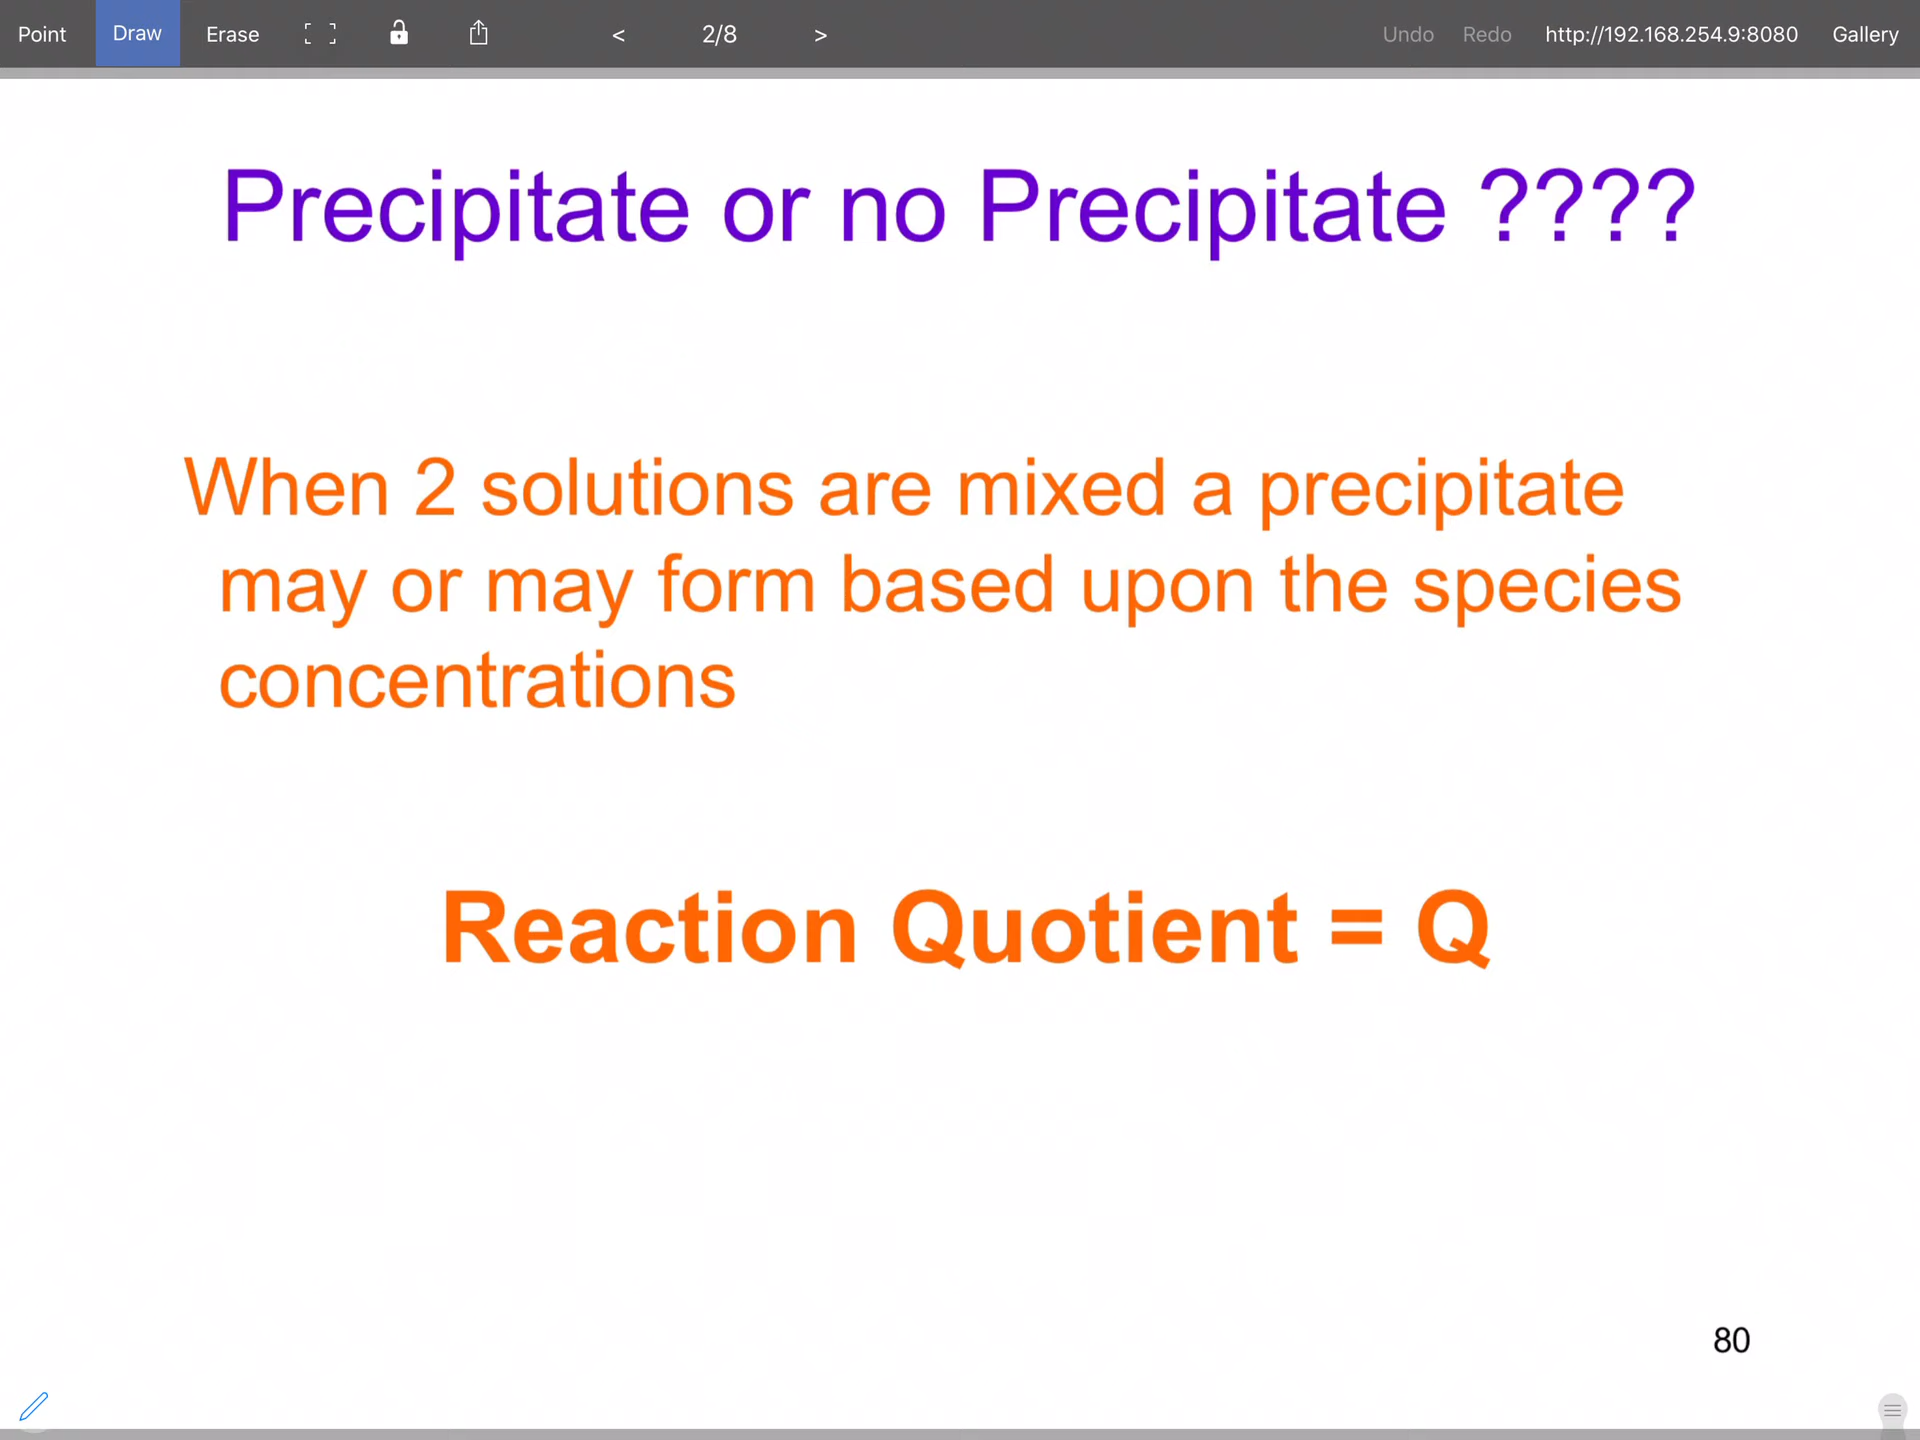 Point Draw Erase < 2/8 > Undo Redo http://192.168.254.9:8080 Gallery
Precipitate or no Precipitate ????
When 2 solutions are mixed a precipitate
may or may form based upon the species
concentrations
Reaction Quotient = Q
80